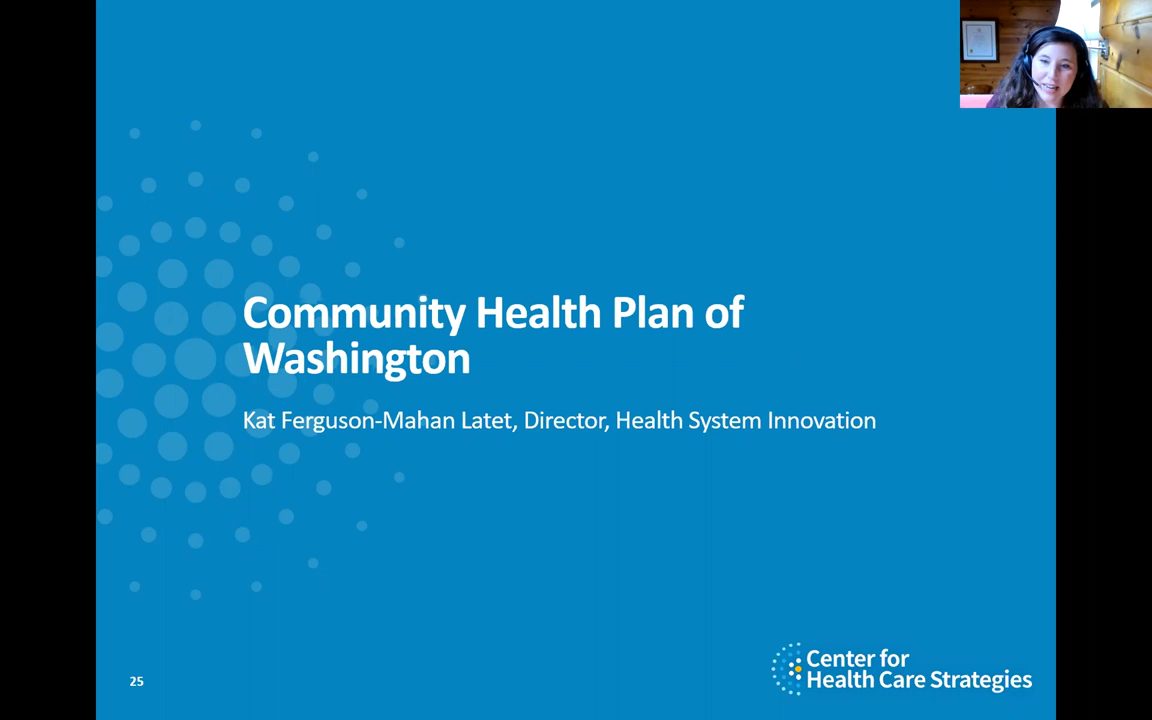 Community Health Plan of
Washington
Kat Ferguson-Mahan Latet, Director, Health System Innovation
25
Center for
Health Care Strategies